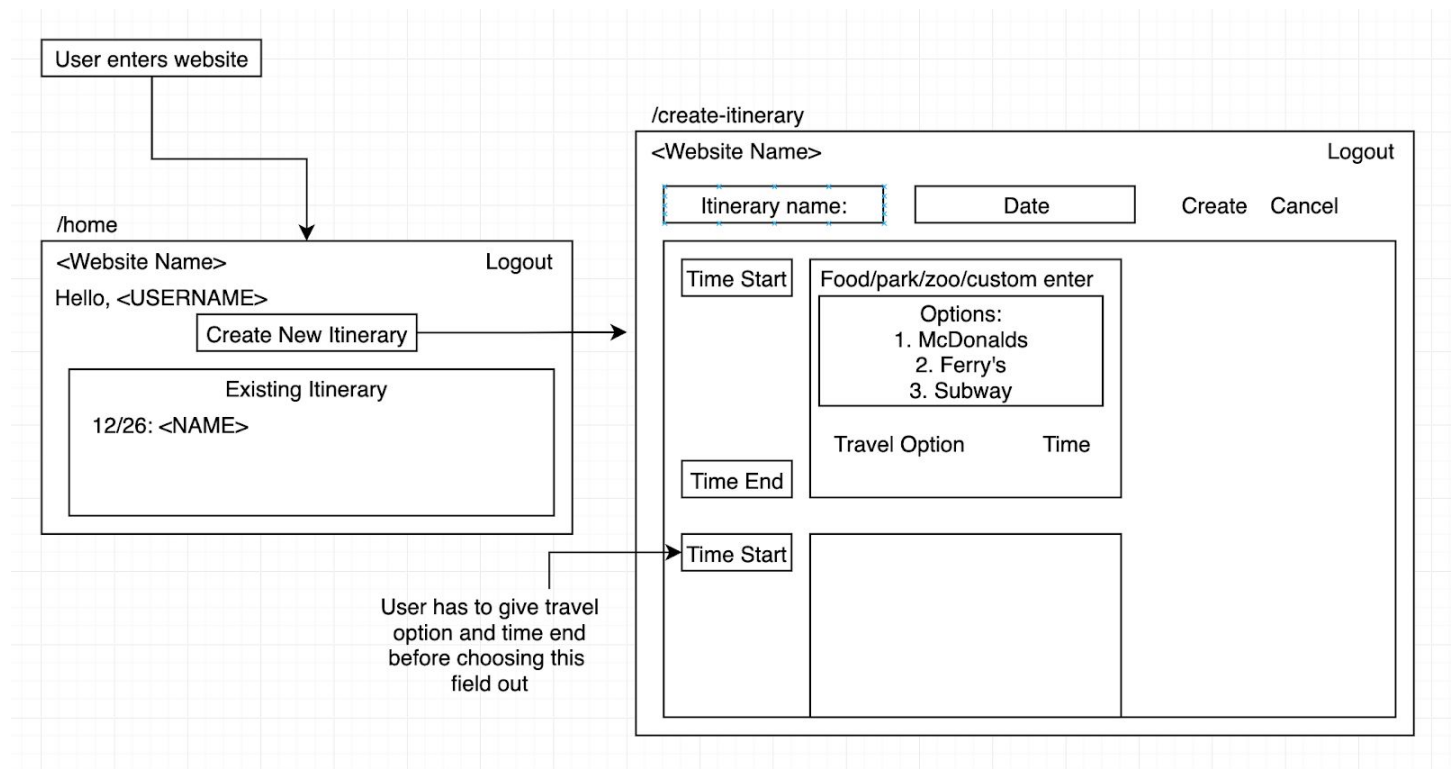 User enters website
/home
<Website Name>
Logout
Hello, <USERNAME>
Create New Itinerary
Existing Itinerary
12/26: <NAME>
User has to give travel
option and time end
before choosing this
field out
/create-itinerary
<Website Name>
Logout
Itinerary name:
Date
Create
Cancel
Time Start
Food/park/zoo/custom enter
Options:
1. McDonalds
2. Ferry's
3. Subway
Travel Option
Time
Time End
Time Start